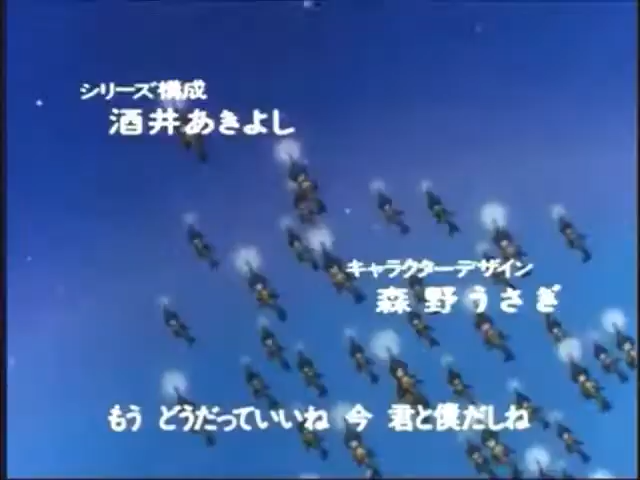 シリーズ構成
酒井あきよし
キャラクターデザイン
森野うさぎ
もう どうだっていいね 今 君と僕だしね